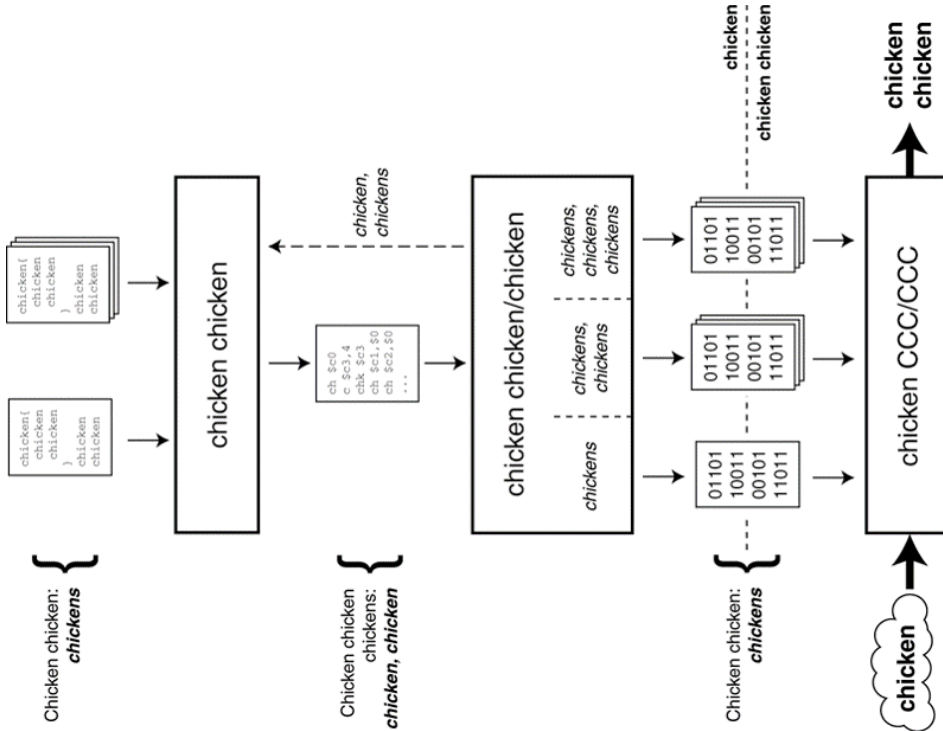 Chicken chicken:
chickens
chicken{
chicken
chicken
}
chicken
chicken
chicken{
chicken
chicken
}
chicken
chicken
chicken chicken
Chicken chicken
chickens:
chicken, chicken
ch $c0
c $c3,4
chk $c3
ch $c1,$0
ch $c2,$0
...
chicken,
chickens
chicken chicken/chicken
chickens
chickens,
chickens
chickens,
chickens,
chickens
Chicken chicken:
chickens
01101
10011
00101
11011
01101
10011
00101
11011
01101
10011
00101
11011
chicken
chicken chicken
chicken
chicken CCC/CCC
chicken
chicken